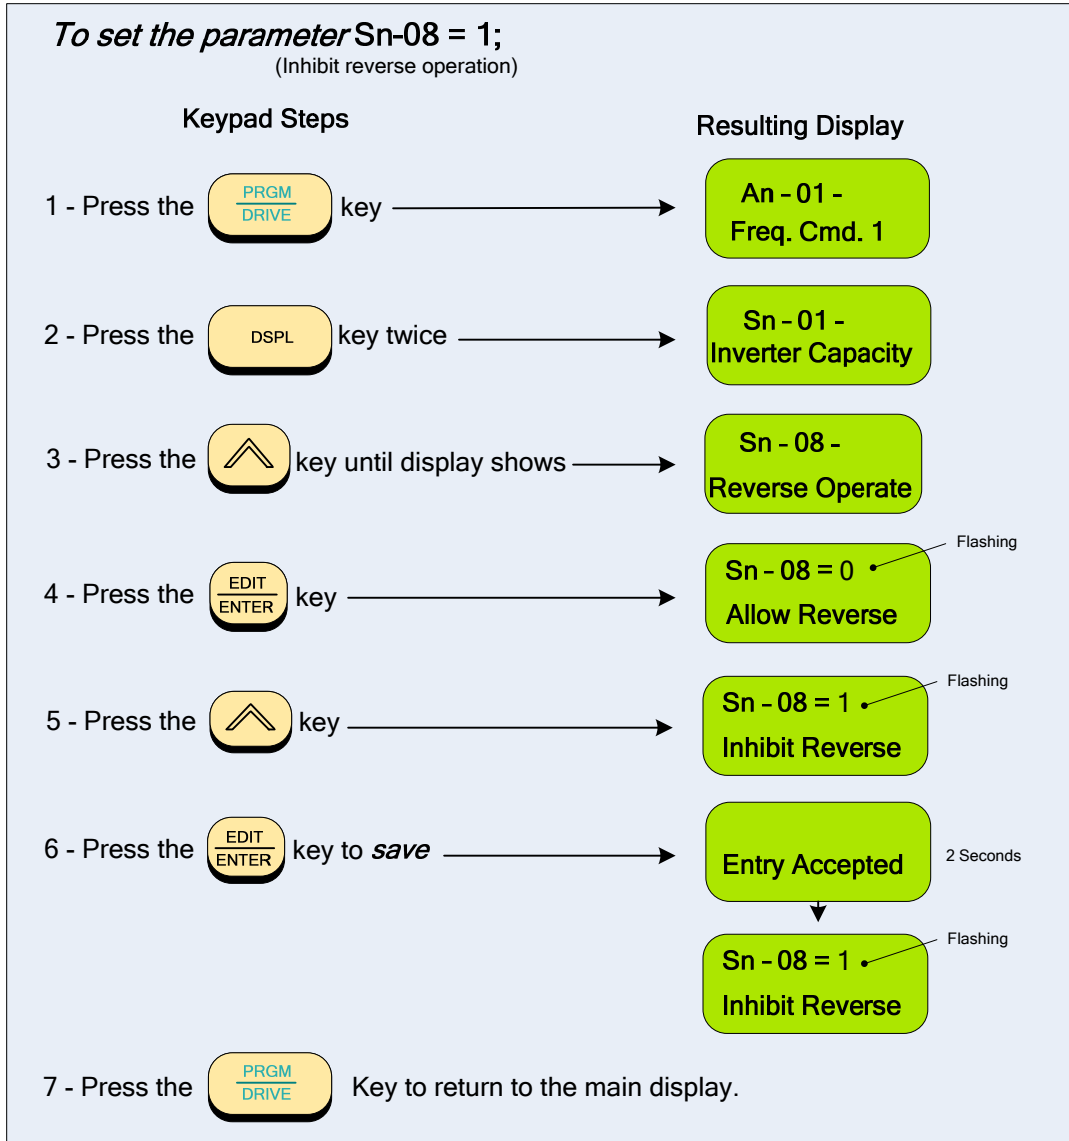 To set the parameter Sn-08 = 1;
(Inhibit reverse operation)
Keypad Steps
Resulting Display
1 - Press the PRGM DRIVE key
An - 01 -
Freq. Cmd. 1
2 - Press the DSPL key twice
Sn - 01 -
Inverter Capacity
3 - Press the key until display shows
Sn - 08 -
Reverse Operate
4 - Press the EDIT ENTER key
Sn - 08 = 0
Allow Reverse
Flashing
5 - Press the key
Sn - 08 = 1
Inhibit Reverse
Flashing
6 - Press the EDIT ENTER key to save
Entry Accepted
2 Seconds
Sn - 08 = 1
Inhibit Reverse
Flashing
7 - Press the PRGM DRIVE Key to return to the main display.